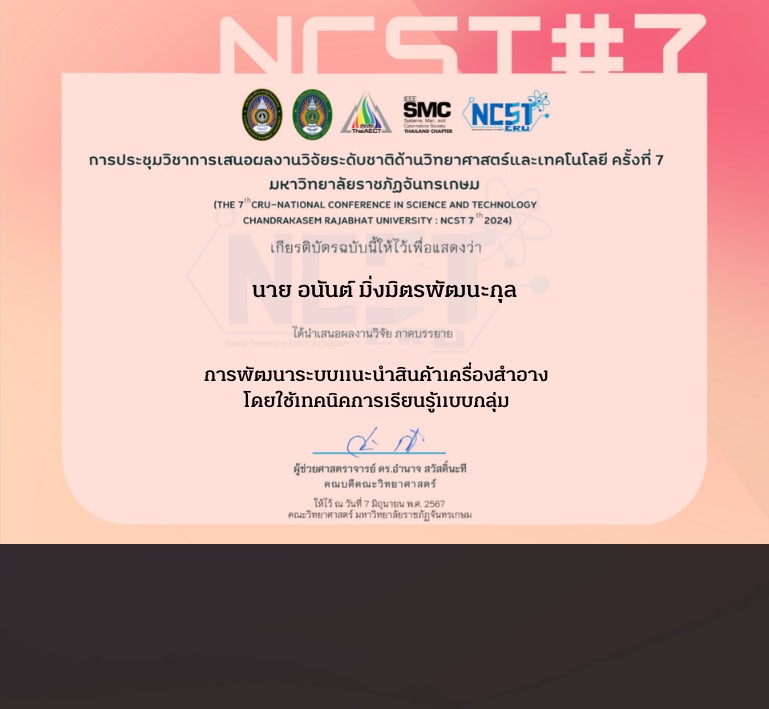 NCST#7
ThaiAECT
IEEE
SMC
Systems, Man, and
Cybernetics Society
THAILAND CHAPTER
NCST
CRU
การประชุมวิชาการเสนอผลงานวิจัยระดับชาติด้านวิทยาศาสตร์และเทคโนโลยี ครั้งที่ 7
มหาวิทยาลัยราชภัฏจันทรเกษม
(THE 7th CRU-NATIONAL CONFERENCE IN SCIENCE AND TECHNOLOGY
CHANDRAKASEM RAJABHAT UNIVERSITY : NCST 7th 2024)
เกียรติบัตรฉบับนี้ให้ไว้เพื่อแสดงว่า
นาย อนันต์ มิ่งมิตรพัฒนะกุล
ได้นำเสนอผลงานวิจัย ภาคบรรยาย
การพัฒนาระบบแนะนำสินค้าเครื่องสำอาง
โดยใช้เทคนิคการเรียนรู้แบบกลุ่ม
ผู้ช่วยศาสตราจารย์ ดร.อำนาจ สวัสดิ์นะที
คณบดีคณะวิทยาศาสตร์
ให้ไว้ ณ วันที่ 7 มิถุนายน พ.ศ. 2567
คณะวิทยาศาสตร์ มหาวิทยาลัยราชภัฏจันทรเกษม